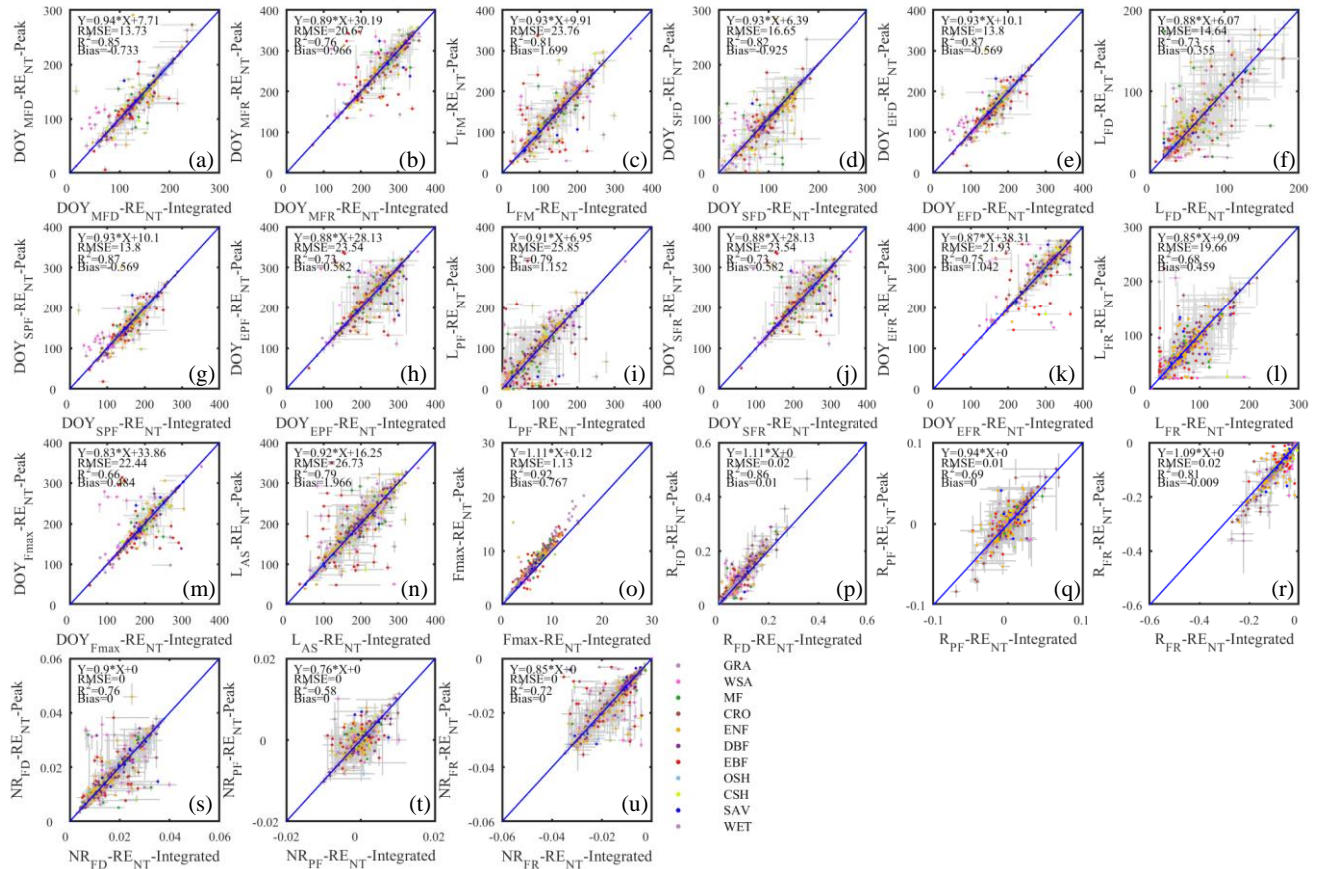 Y=0.94*X+7.71
RMSE=13.73
R²=0.85
Bias=-0.733
(a)
DOY_MFD-RE_NT-Peak
DOY_MFD-RE_NT-Integrated
Y=0.89*X+30.19
RMSE=20.67
R²=0.76
Bias=0.966
(b)
DOY_MFR-RE_NT-Peak
DOY_MFR-RE_NT-Integrated
Y=0.93*X+9.91
RMSE=23.76
R²=0.81
Bias=1.699
(c)
L_FM-RE_NT-Peak
L_FM-RE_NT-Integrated
Y=0.93*X+6.39
RMSE=16.65
R²=0.82
Bias=-0.925
(d)
DOY_SFD-RE_NT-Peak
DOY_SFD-RE_NT-Integrated
Y=0.93*X+10.1
RMSE=13.8
R²=0.87
Bias=-0.569
(e)
DOY_EFD-RE_NT-Peak
DOY_EFD-RE_NT-Integrated
Y=0.88*X+6.07
RMSE=14.64
R²=0.73
Bias=0.355
(f)
L_FD-RE_NT-Peak
L_FD-RE_NT-Integrated
Y=0.93*X+10.1
RMSE=13.8
R²=0.87
Bias=-0.569
(g)
DOY_SPF-RE_NT-Peak
DOY_SPF-RE_NT-Integrated
Y=0.88*X+28.13
RMSE=23.54
R²=0.73
Bias=0.582
(h)
DOY_EPF-RE_NT-Peak
DOY_EPF-RE_NT-Integrated
Y=0.91*X+6.95
RMSE=25.85
R²=0.79
Bias=1.152
(i)
L_PF-RE_NT-Peak
L_PF-RE_NT-Integrated
Y=0.88*X+28.13
RMSE=23.54
R²=0.73
Bias=0.582
(j)
DOY_SFR-RE_NT-Peak
DOY_SFR-RE_NT-Integrated
Y=0.87*X+38.31
RMSE=21.93
R²=0.75
Bias=1.042
(k)
DOY_EFR-RE_NT-Peak
DOY_EFR-RE_NT-Integrated
Y=0.85*X+9.09
RMSE=19.66
R²=0.68
Bias=0.459
(l)
L_FR-RE_NT-Peak
L_FR-RE_NT-Integrated
Y=0.83*X+33.86
RMSE=22.44
R²=0.66
Bias=0.484
(m)
DOY_Fmax-RE_NT-Peak
DOY_Fmax-RE_NT-Integrated
Y=0.92*X+16.25
RMSE=26.73
R²=0.79
Bias=1.966
(n)
L_AS-RE_NT-Peak
L_AS-RE_NT-Integrated
Y=1.11*X+0.12
RMSE=1.13
R²=0.92
Bias=0.767
(o)
Fmax-RE_NT-Peak
Fmax-RE_NT-Integrated
Y=1.11*X+0
RMSE=0.02
R²=0.86
Bias=0.01
(p)
R_FD-RE_NT-Peak
R_FD-RE_NT-Integrated
Y=0.94*X+0
RMSE=0.01
R²=0.69
Bias=0
(q)
R_PF-RE_NT-Peak
R_PF-RE_NT-Integrated
Y=1.09*X+0
RMSE=0.02
R²=0.81
Bias=-0.009
(r)
R_FR-RE_NT-Peak
R_FR-RE_NT-Integrated
Y=0.9*X+0
RMSE=0
R²=0.76
Bias=0
(s)
NR_FD-RE_NT-Peak
NR_FD-RE_NT-Integrated
Y=0.76*X+0
RMSE=0
R²=0.58
Bias=0
(t)
NR_PF-RE_NT-Peak
NR_PF-RE_NT-Integrated
Y=0.85*X+0
RMSE=0
R²=0.72
Bias=0
(u)
NR_FR-RE_NT-Peak
NR_FR-RE_NT-Integrated
GRA
WSA
MF
CRO
ENF
DBF
EBF
OSH
CSH
SAV
WET